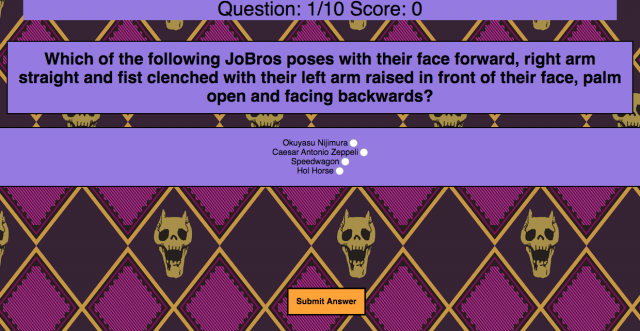 Question: 1/10 Score: 0
Which of the following JoBros poses with their face forward, right arm
straight and fist clenched with their left arm raised in front of their face, palm
open and facing backwards?
Okuyasu Nijimura
Caesar Antonio Zeppeli
Speedwagon
Hol Horse
Submit Answer